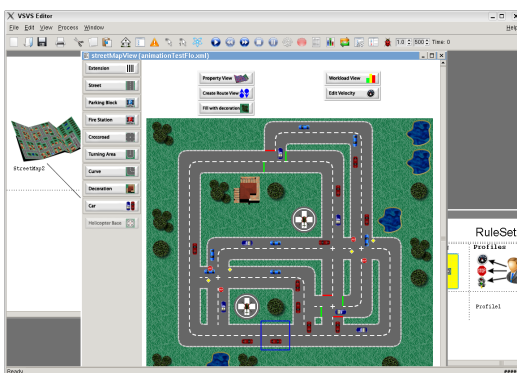 VSVS Editor
File Edit View Process Window Help
1.0 500 Time: 0
streetMapView (animationTestFlo.xml)
Extension
Street
Parking Block
Fire Station
Crossroad
Turning Area
Curve
Decoration
Car
Helicopter Base
Property View
Create Route View
Fill with decoration
Workload View
Edit Velocity
StreetMap2
RuleSet
Profiles
Profile1
Ready